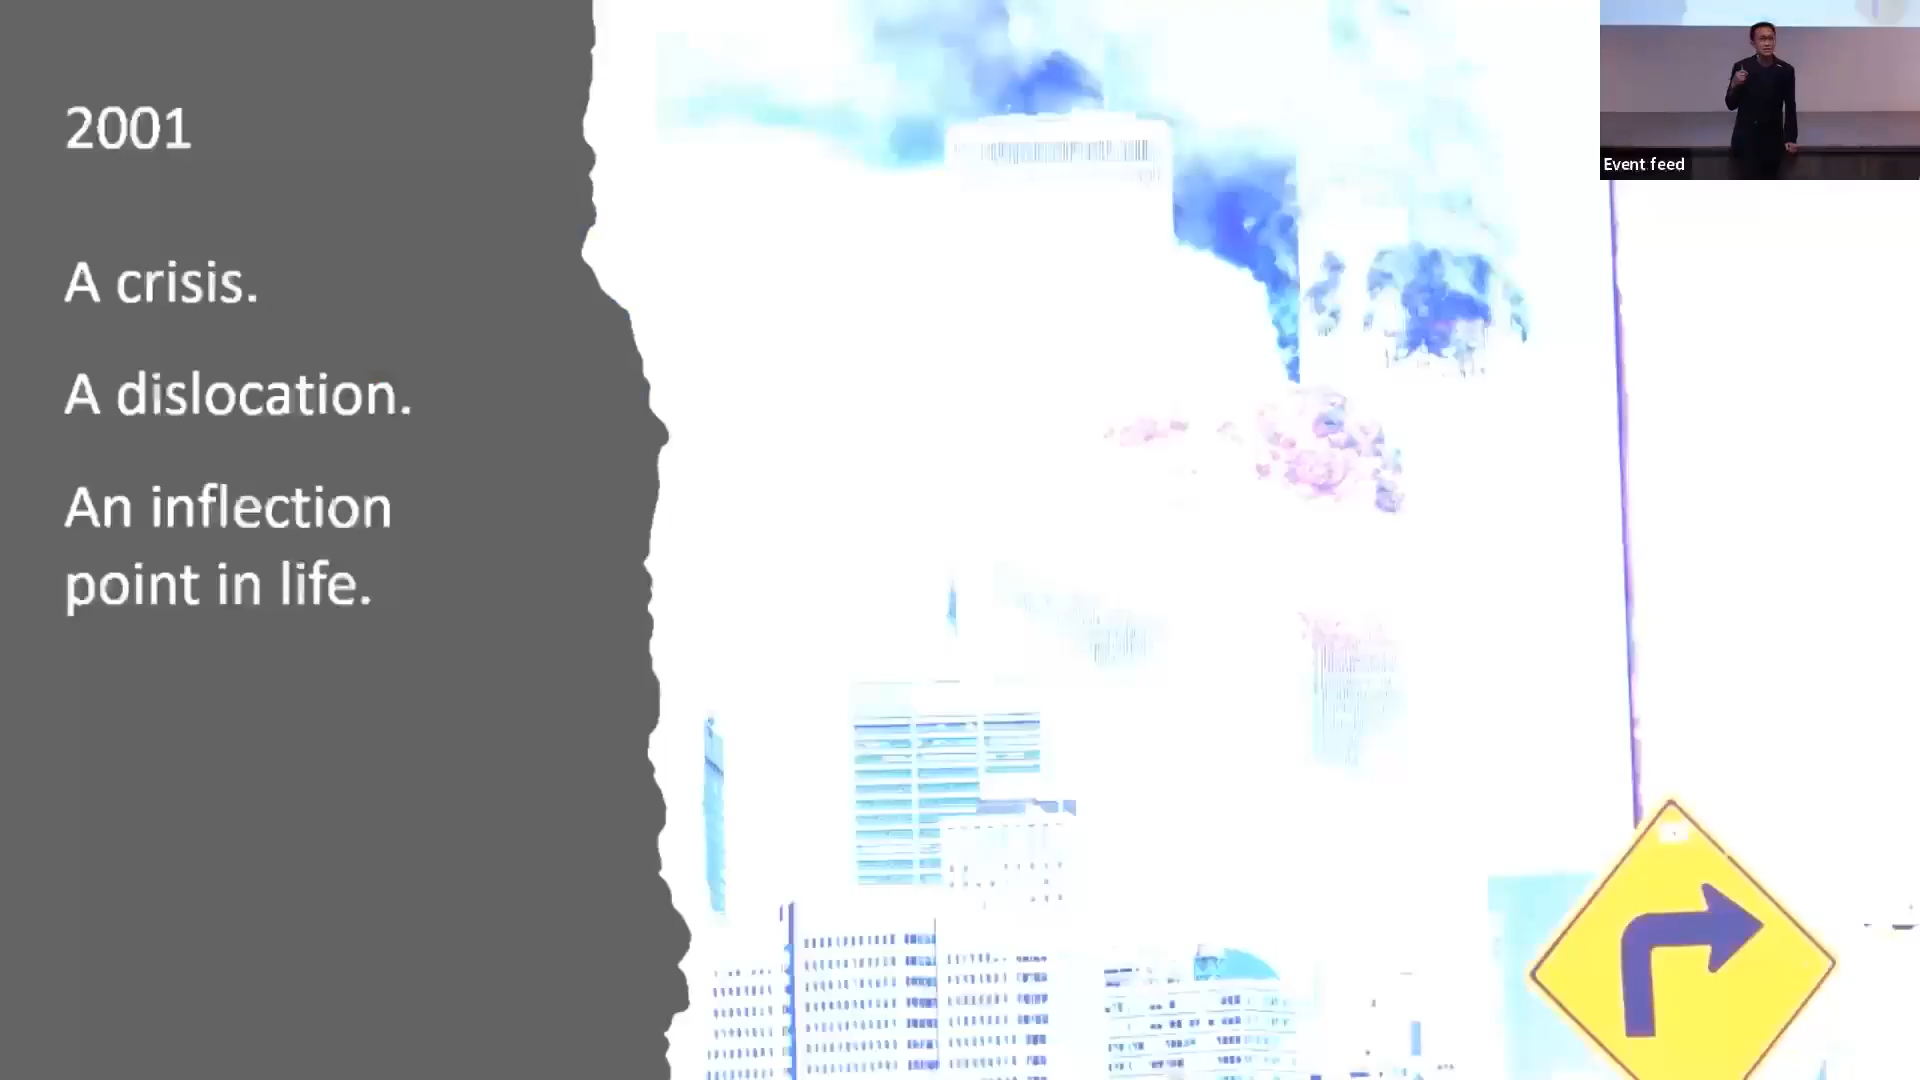 2001
A crisis.
A dislocation.
An inflection
point in life.
Event feed